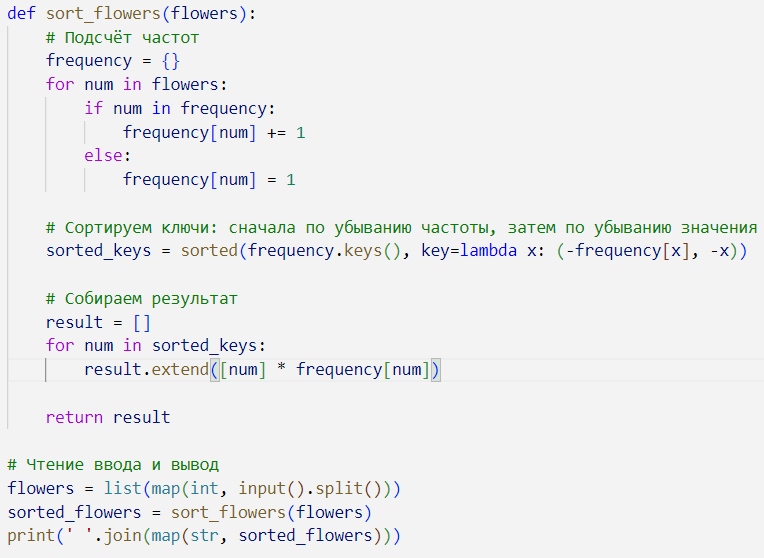 def sort_flowers(flowers):
    # Подсчёт частот
    frequency = {}
    for num in flowers:
        if num in frequency:
            frequency[num] += 1
        else:
            frequency[num] = 1

    # Сортируем ключи: сначала по убыванию частоты, затем по убыванию значения
    sorted_keys = sorted(frequency.keys(), key=lambda x: (-frequency[x], -x))

    # Собираем результат
    result = []
    for num in sorted_keys:
        result.extend([num] * frequency[num])

    return result

# Чтение ввода и вывод
flowers = list(map(int, input().split()))
sorted_flowers = sort_flowers(flowers)
print(' '.join(map(str, sorted_flowers)))